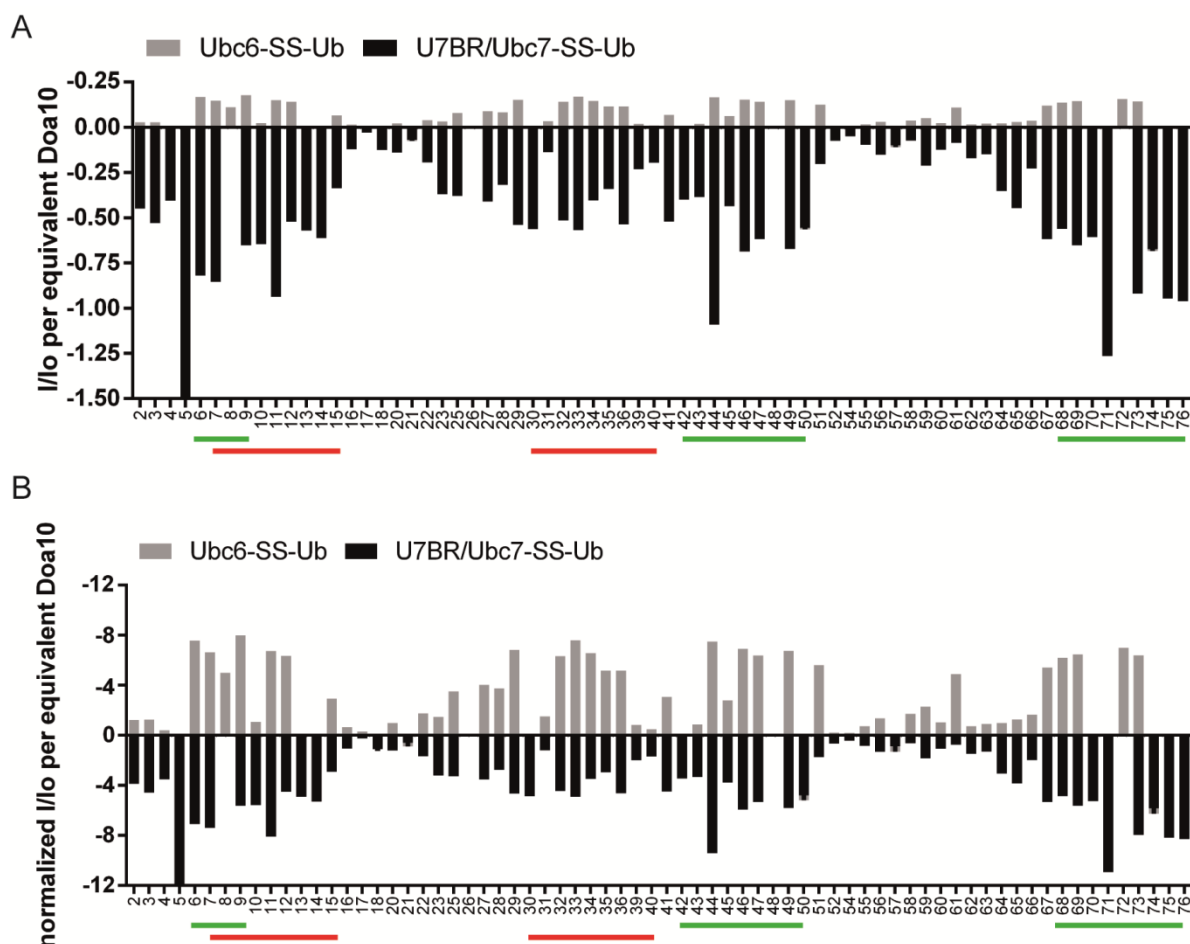 A
Ubc6-SS-Ub U7BR/Ubc7-SS-Ub
I/Io per equivalent Doa10
-0.25
0.00
-0.25
-0.50
-0.75
-1.00
-1.25
-1.50
2 3 4 5 6 7 8 9 10 11 12 13 14 15 16 17 18 20 21 22 23 25 26 27 28 29 30 31 32 33 34 35 36 39 40 41 42 43 44 45 46 47 48 49 50 51 52 54 55 56 57 58 59 60 61 62 63 64 65 66 67 68 69 70 71 72 73 74 75 76
B
Ubc6-SS-Ub U7BR/Ubc7-SS-Ub
normalized I/Io per equivalent Doa10
-12
-8
-4
0
-4
-8
-12
2 3 4 5 6 7 8 9 10 11 12 13 14 15 16 17 18 20 21 22 23 25 26 27 28 29 30 31 32 33 34 35 36 39 40 41 42 43 44 45 46 47 48 49 50 51 52 54 55 56 57 58 59 60 61 62 63 64 65 66 67 68 69 70 71 72 73 74 75 76